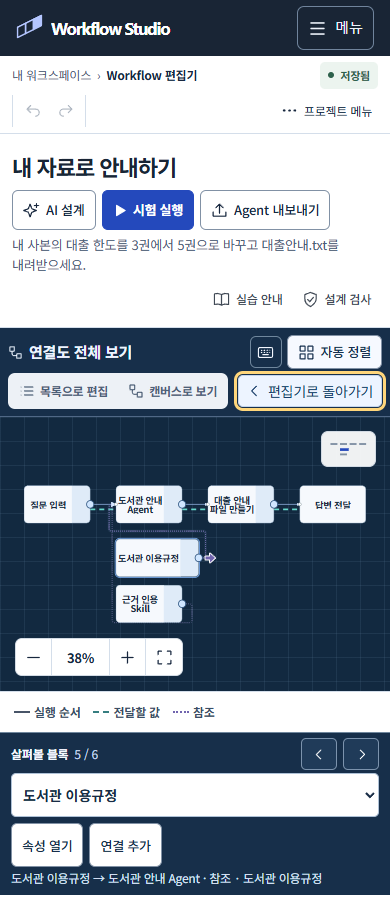 Workflow Studio
메뉴
내 워크스페이스 › Workflow 편집기
저장됨
프로젝트 메뉴
내 자료로 안내하기
AI 설계
시험 실행
Agent 내보내기
내 사본의 대출 한도를 3권에서 5권으로 바꾸고 대출안내.txt를
내려받으세요.
실습 안내
설계 검사
연결도 전체 보기
자동 정렬
목록으로 편집
캔버스로 보기
편집기로 돌아가기
질문 입력
도서관 안내
Agent
대출 안내
파일 만들기
답변 전달
도서관 이용규정
근거 인용
Skill
38%
실행 순서
전달할 값
참조
살펴볼 블록 5 / 6
도서관 이용규정
속성 열기
연결 추가
도서관 이용규정 → 도서관 안내 Agent · 참조 · 도서관 이용규정